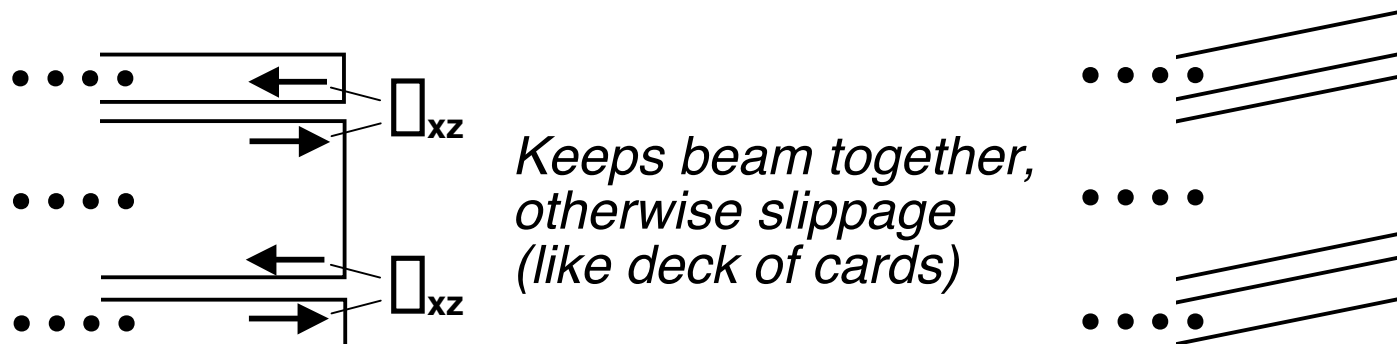 ▯xz
Keeps beam together,
otherwise slippage
(like deck of cards)
▯xz